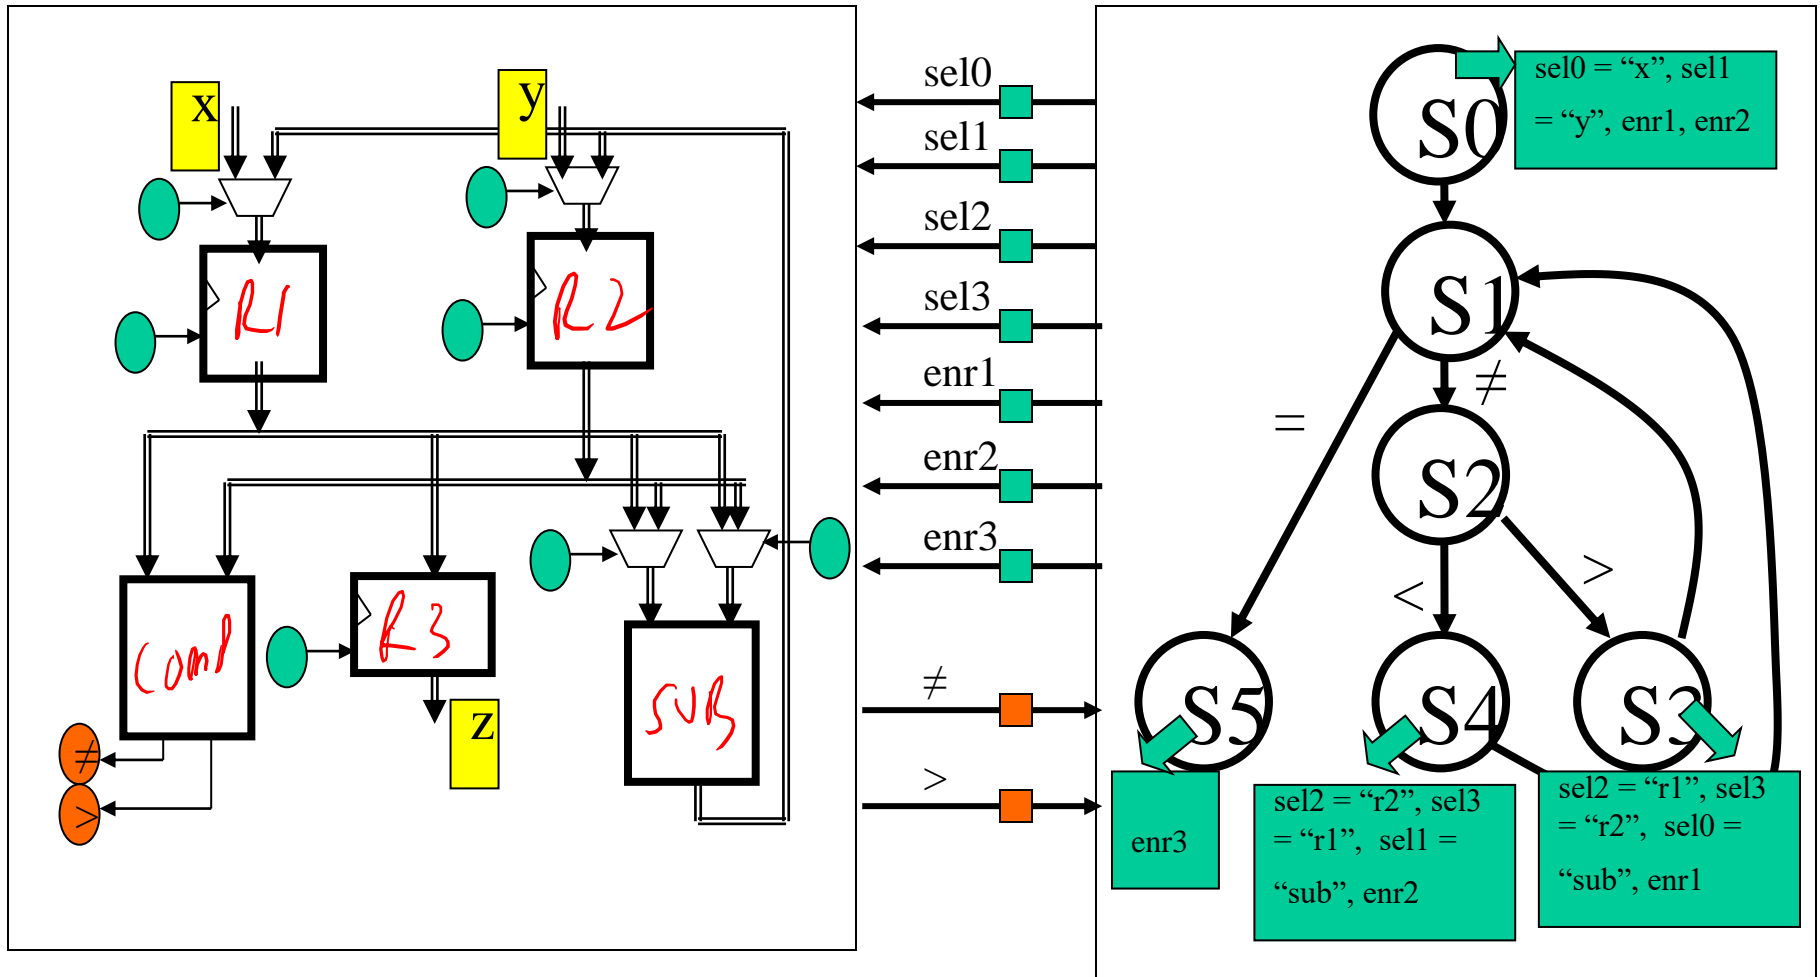 x
y
R1
R2
comp
R3
SUB
≠
>
z
sel0
sel1
sel2
sel3
enr1
enr2
enr3
≠
>
S0
sel0 = “x”, sel1
= “y”, enr1, enr2
S1
=
≠
S2
<
>
S5
S4
S3
enr3
sel2 = “r2”, sel3
= “r1”, sel1 =
“sub”, enr2
sel2 = “r1”, sel3
= “r2”, sel0 =
“sub”, enr1